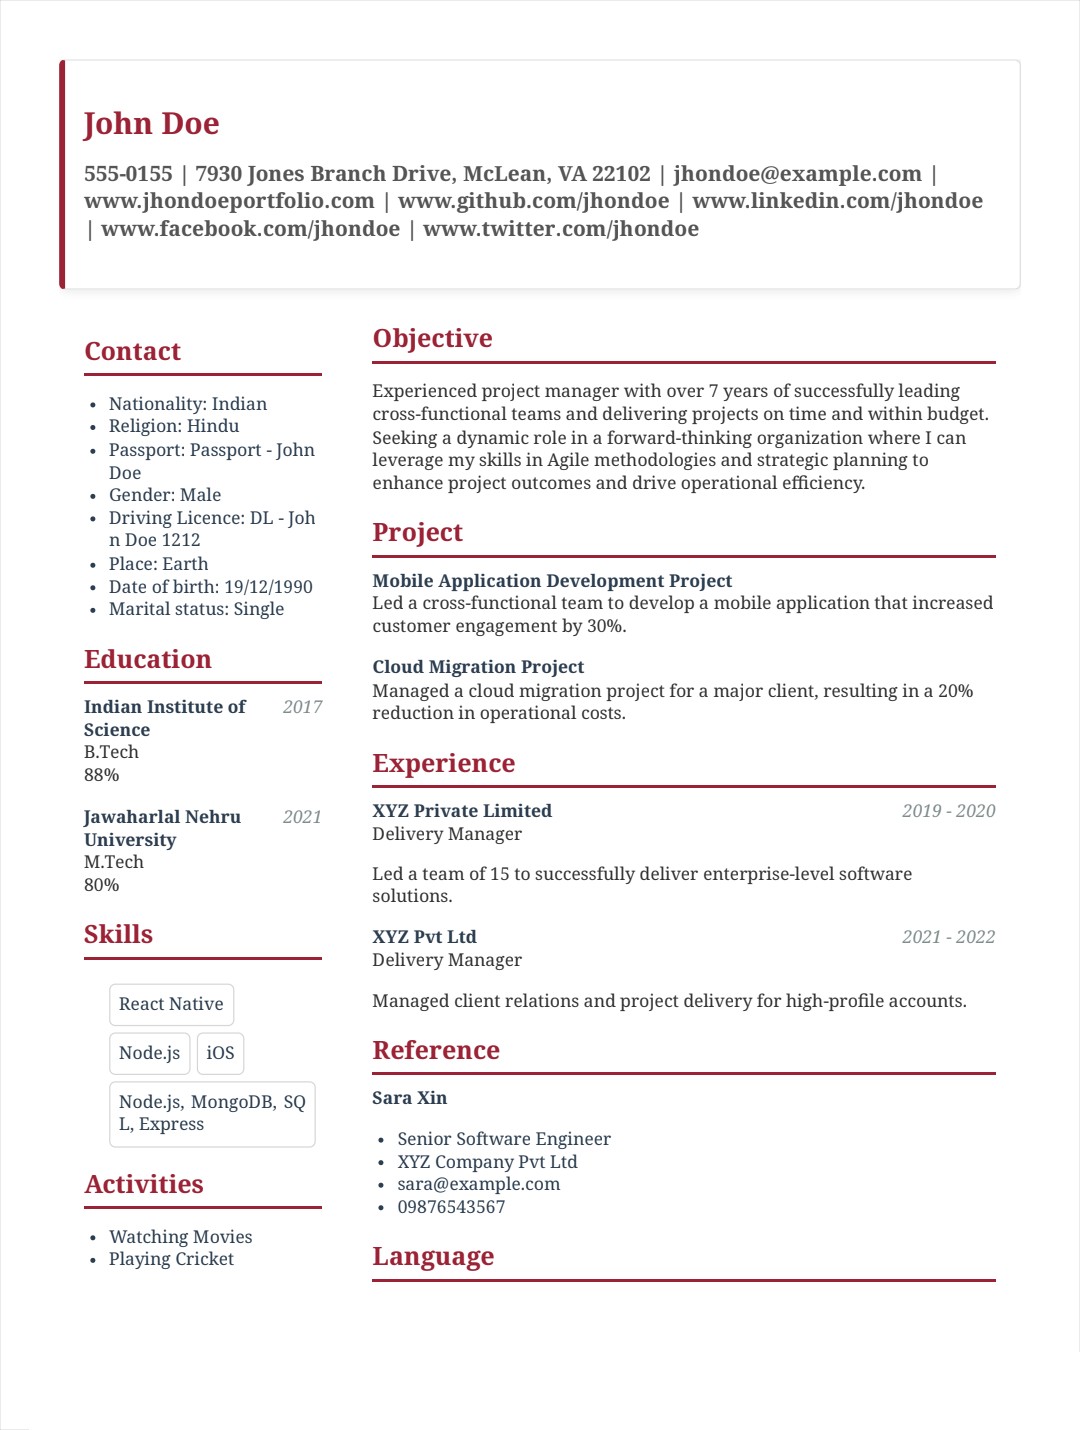 John Doe
555-0155 | 7930 Jones Branch Drive, McLean, VA 22102 | jhondoe@example.com |
www.jhondoeportfolio.com | www.github.com/jhondoe | www.linkedin.com/jhondoe
| www.facebook.com/jhondoe | www.twitter.com/jhondoe
Contact
Nationality: Indian
Religion: Hindu
Passport: Passport - John
Doe
Gender: Male
Driving Licence: DL - Joh
n Doe 1212
Place: Earth
Date of birth: 19/12/1990
Marital status: Single
Education
Indian Institute of 2017
Science
B.Tech
88%
Jawaharlal Nehru 2021
University
M.Tech
80%
Skills
React Native
Node.js iOS
Node.js, MongoDB, SQ
L, Express
Activities
Watching Movies
Playing Cricket
Objective
Experienced project manager with over 7 years of successfully leading
cross-functional teams and delivering projects on time and within budget.
Seeking a dynamic role in a forward-thinking organization where I can
leverage my skills in Agile methodologies and strategic planning to
enhance project outcomes and drive operational efficiency.
Project
Mobile Application Development Project
Led a cross-functional team to develop a mobile application that increased
customer engagement by 30%.
Cloud Migration Project
Managed a cloud migration project for a major client, resulting in a 20%
reduction in operational costs.
Experience
XYZ Private Limited 2019 - 2020
Delivery Manager
Led a team of 15 to successfully deliver enterprise-level software
solutions.
XYZ Pvt Ltd 2021 - 2022
Delivery Manager
Managed client relations and project delivery for high-profile accounts.
Reference
Sara Xin
Senior Software Engineer
XYZ Company Pvt Ltd
sara@example.com
09876543567
Language